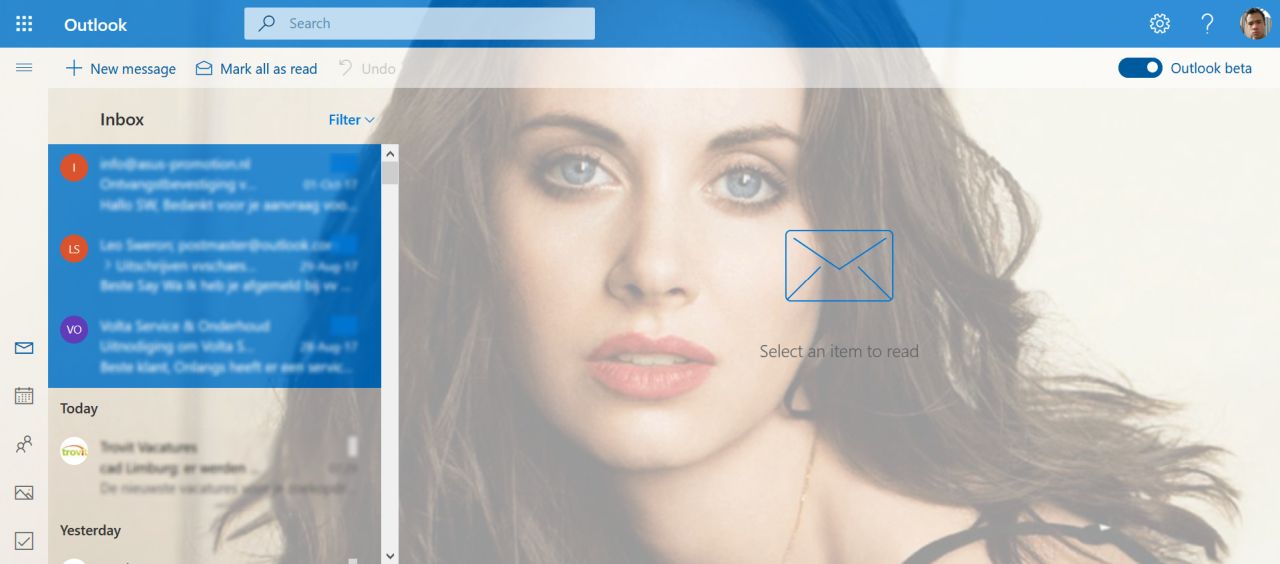 Outlook
Search
New message
Mark all as read
Undo
Outlook beta
Inbox
Filter
I
info@asus-promotion.nl
Ontvangstbevestiging v...
01-Oct-17
Hallo SW, Bedankt voor je aanvraag voo...
LS
Leo Sweron; postmaster@outlook.com
Uitschrijven vvschaes...
29-Aug-17
Beste Say Wa Ik heb je afgemeld bij vv ...
VO
Volta Service & Onderhoud
Uitnodiging om Volta S...
28-Aug-17
Beste klant, Onlangs heeft er een servic...
Today
trovit
Trovit Vacatures
cad Limburg: er werden ...
De nieuwste vacatures voor je zoekopdr...
Yesterday
Select an item to read